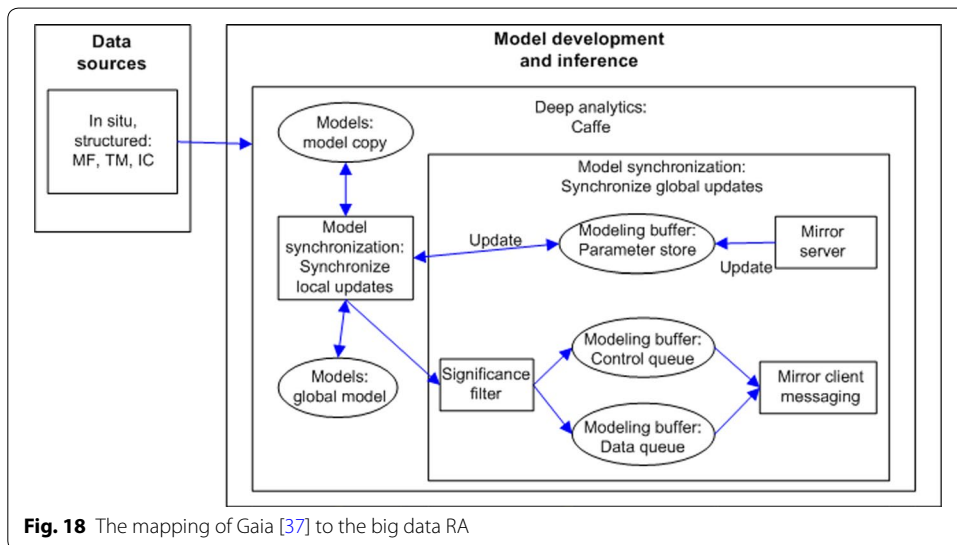 Data
sources
In situ,
structured:
MF, TM, IC
Model development
and inference
Deep analytics:
Caffe
Models:
model copy
Model
synchronization:
Synchronize
local updates
Models:
global model
Model synchronization:
Synchronize global updates
Update
Modeling buffer:
Parameter store
Update
Mirror
server
Significance
filter
Modeling buffer:
Control queue
Modeling buffer:
Data queue
Mirror client
messaging
Fig. 18 The mapping of Gaia [37] to the big data RA